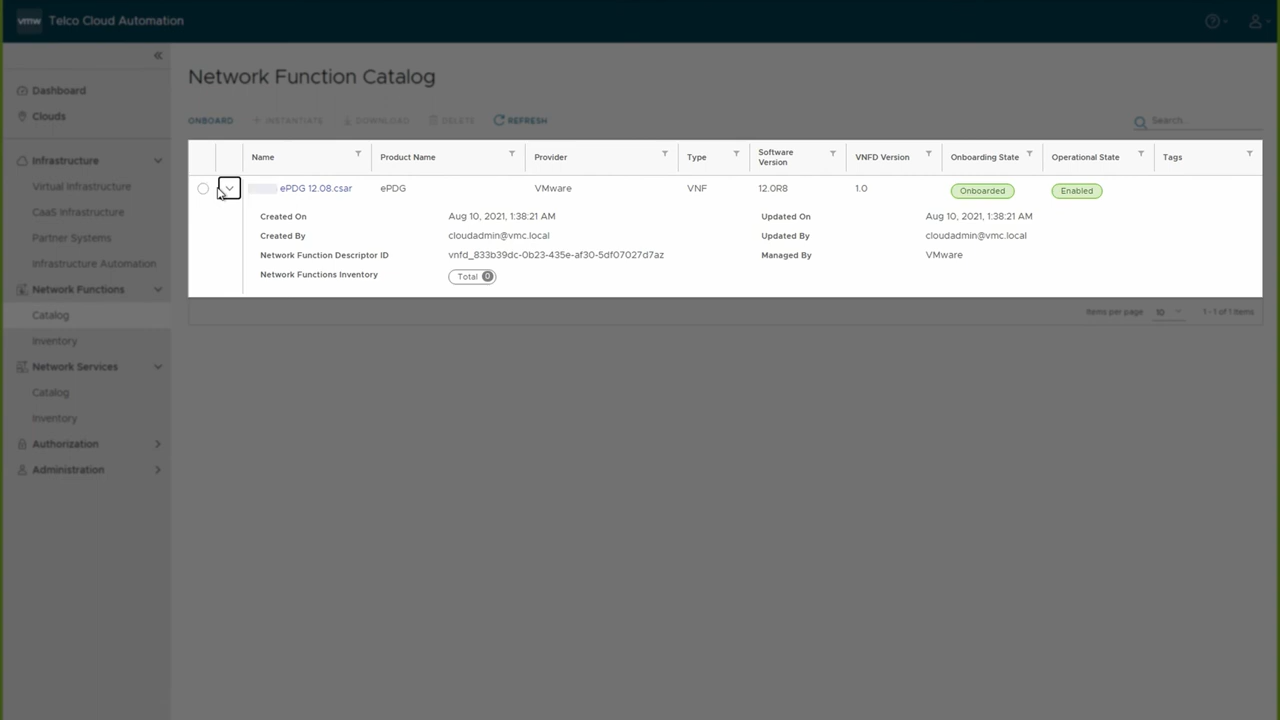 vmw Telco Cloud Automation
Network Function Catalog
Dashboard
Clouds
Infrastructure
Virtual Infrastructure
CaaS Infrastructure
Partner Systems
Infrastructure Automation
Network Functions
Catalog
Inventory
Network Services
Catalog
Inventory
Authorization
Administration
ONBOARD INSTANTIATE DOWNLOAD DELETE REFRESH Search...
Name Product Name Provider Type Software Version VNFD Version Onboarding State Operational State Tags
ePDG 12.08.csar ePDG VMware VNF 12.0R8 1.0 Onboarded Enabled
Created On Aug 10, 2021, 1:38:21 AM Updated On Aug 10, 2021, 1:38:21 AM
Created By cloudadmin@vmc.local Updated By cloudadmin@vmc.local
Network Function Descriptor ID vnfd_833b39dc-0b23-435e-af30-5df07027d7az Managed By VMware
Network Functions Inventory Total 0
Items per page 10 1 - 1 of 1 items